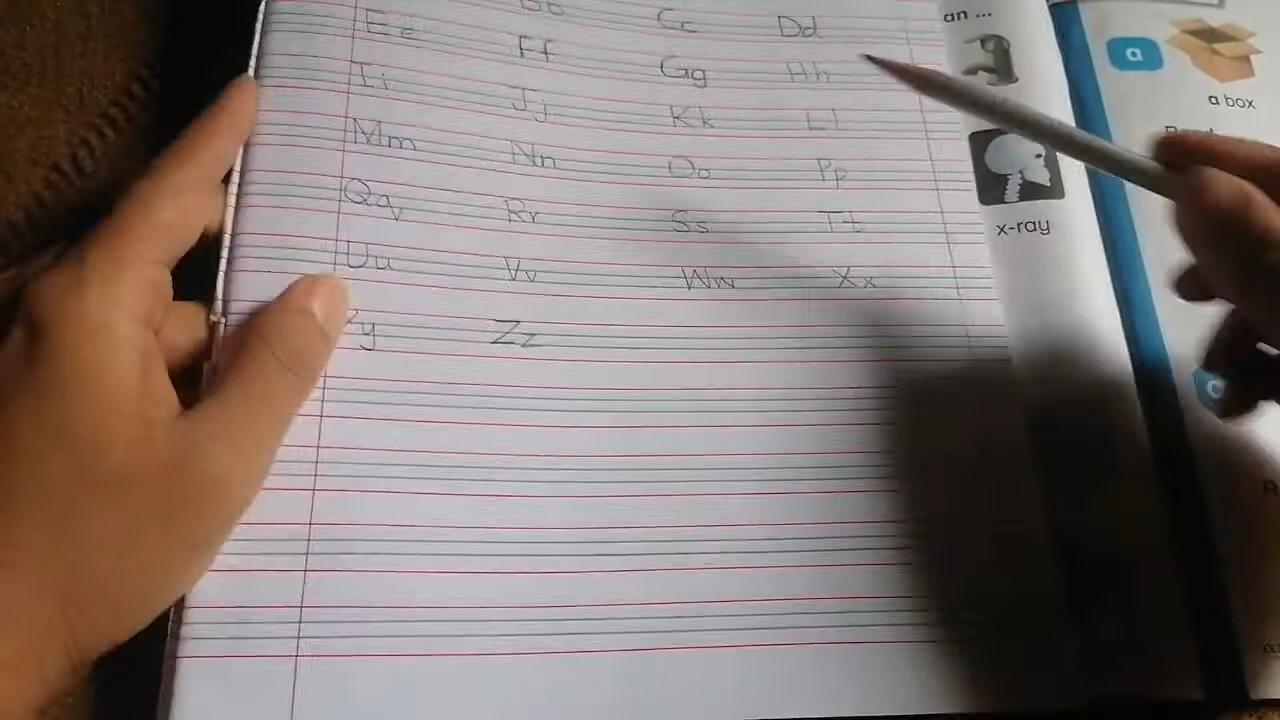 Bb Cc Dd
Ee Ff Gg Hh
Ii Jj Kk Ll
Mm Nn Oo Pp
Qq Rr Ss Tt
Uu Vv Ww Xx
y Zz
an ...
x-ray
a
a box
c